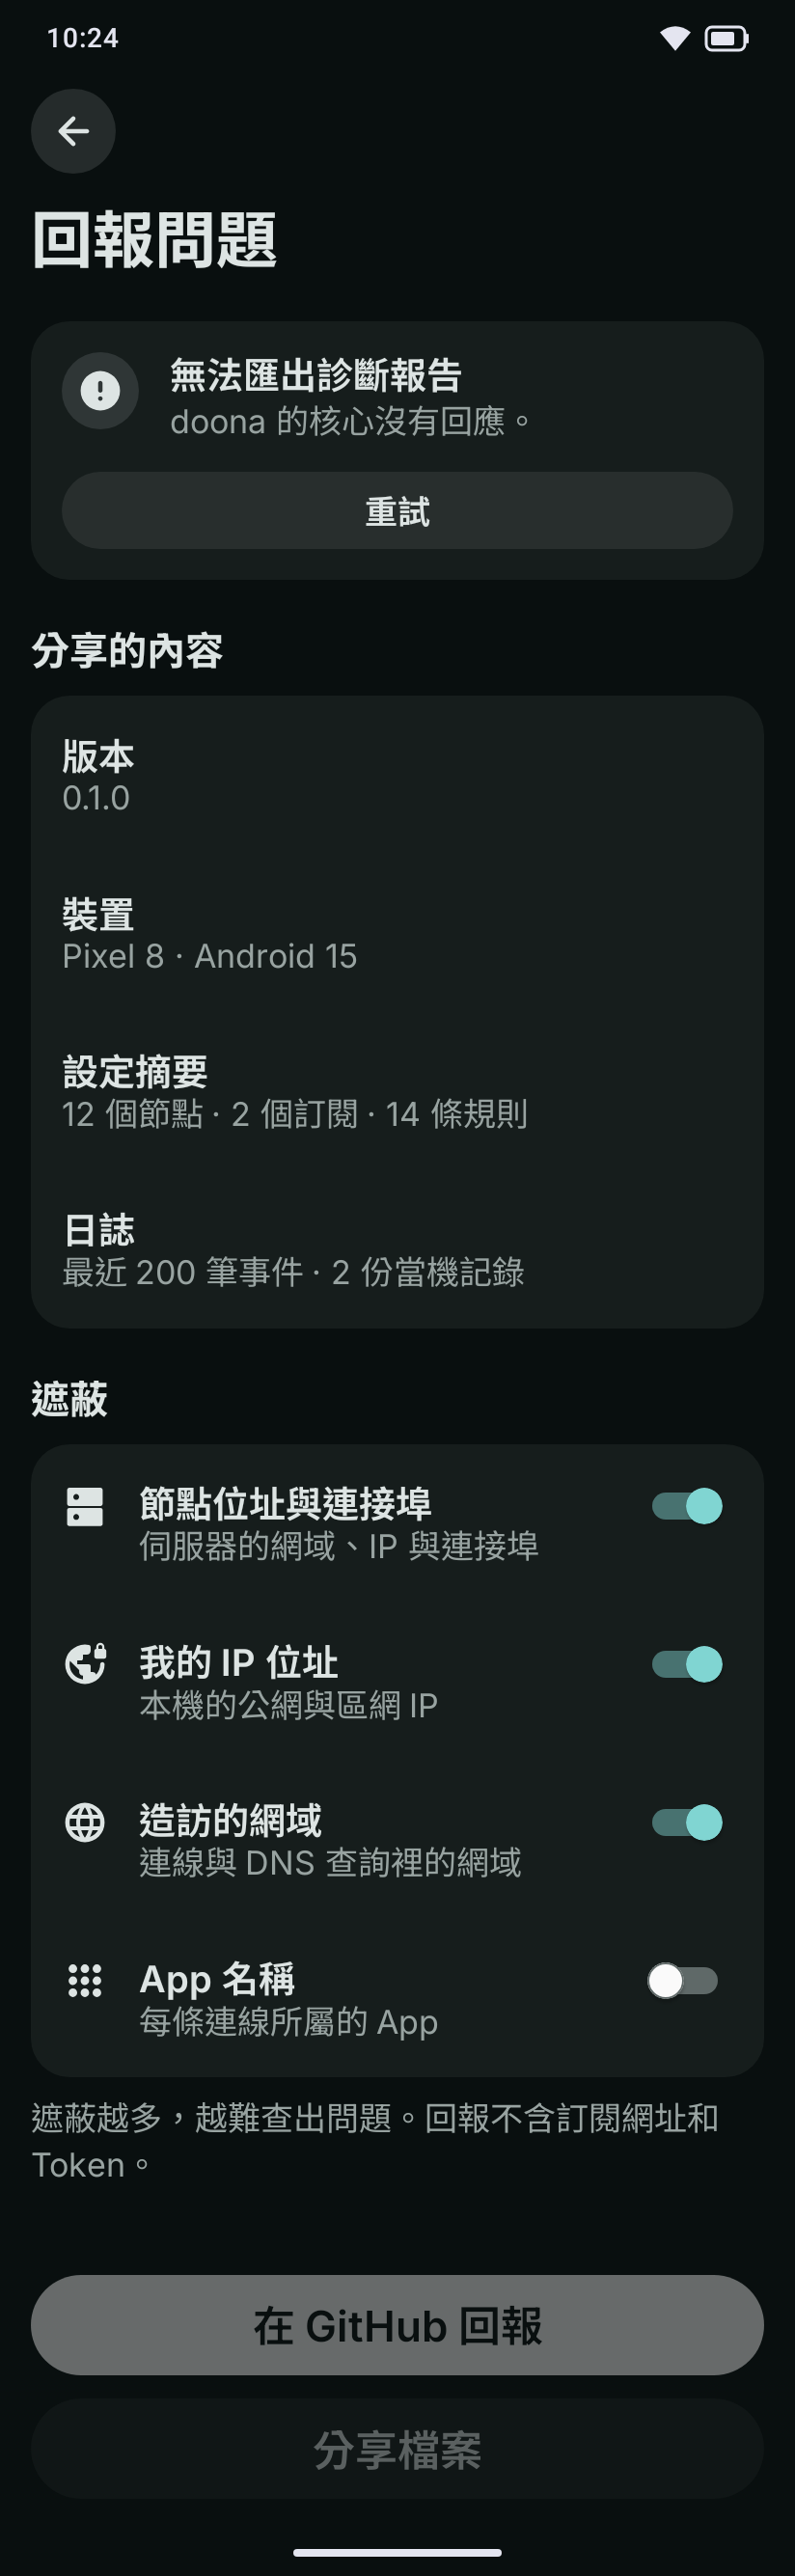 10:24
回報問題
無法匯出診斷報告
doona 的核心沒有回應。
重試
分享的內容
版本
0.1.0
裝置
Pixel 8 · Android 15
設定摘要
12 個節點 · 2 個訂閱 · 14 條規則
日誌
最近 200 筆事件 · 2 份當機記錄
遮蔽
節點位址與連接埠
伺服器的網域、IP 與連接埠
我的 IP 位址
本機的公網與區網 IP
造訪的網域
連線與 DNS 查詢裡的網域
App 名稱
每條連線所屬的 App
遮蔽越多，越難查出問題。回報不含訂閱網址和
Token。
在 GitHub 回報
分享檔案